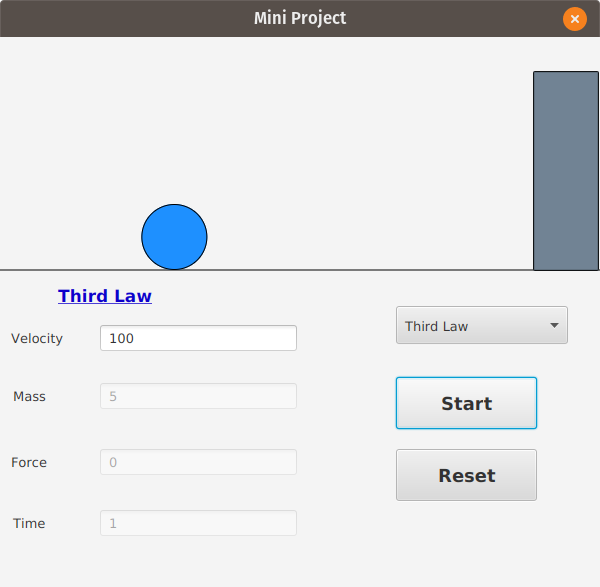 Mini Project
Third Law
Velocity
100
Third Law
Mass
5
Start
Force
0
Reset
Time
1